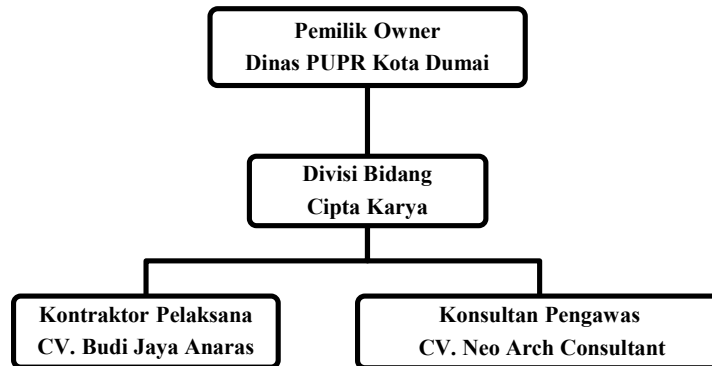 Pemilik Owner
Dinas PUPR Kota Dumai
Divisi Bidang
Cipta Karya
Kontraktor Pelaksana
CV. Budi Jaya Anaras
Konsultan Pengawas
CV. Neo Arch Consultant